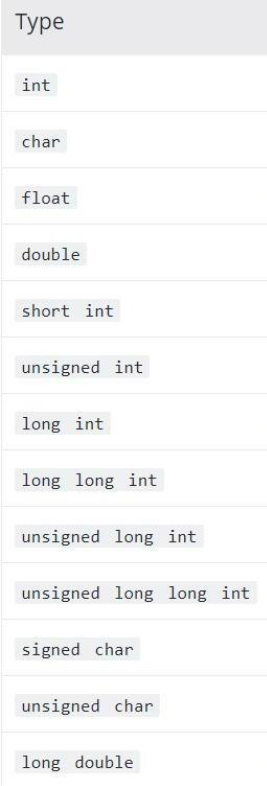 Type
int
char
float
double
short int
unsigned int
long int
long long int
unsigned long int
unsigned long long int
signed char
unsigned char
long double